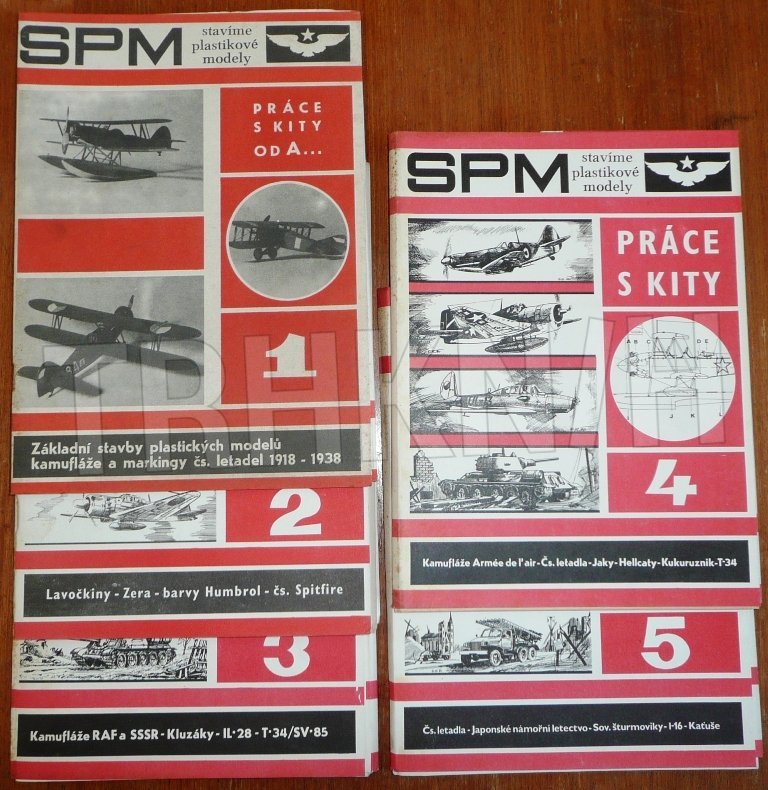 SPM
stavíme
plastikové
modely
PRÁCE
S KITY
OD A...
1
Základní stavby plastických modelů
kamufláže a markingy čs. letadel 1918 - 1938
2
Lavočkiny - Zera - barvy Humbrol - čs. Spitfire
3
Kamufláže RAF a SSSR - Kluzáky - IL-28 - T-34/SV-85
SPM
stavíme
plastikové
modely
PRÁCE
S KITY
AB C DE
I J K L
4
Kamufláže Armée de l'air-Čs. letadla-Jaky-Hellcaty-Kukuruznik-T-34
5
Čs. letadla - Japonské námořní letectvo - Sov. šturmoviky - I-16 - Kaťuše